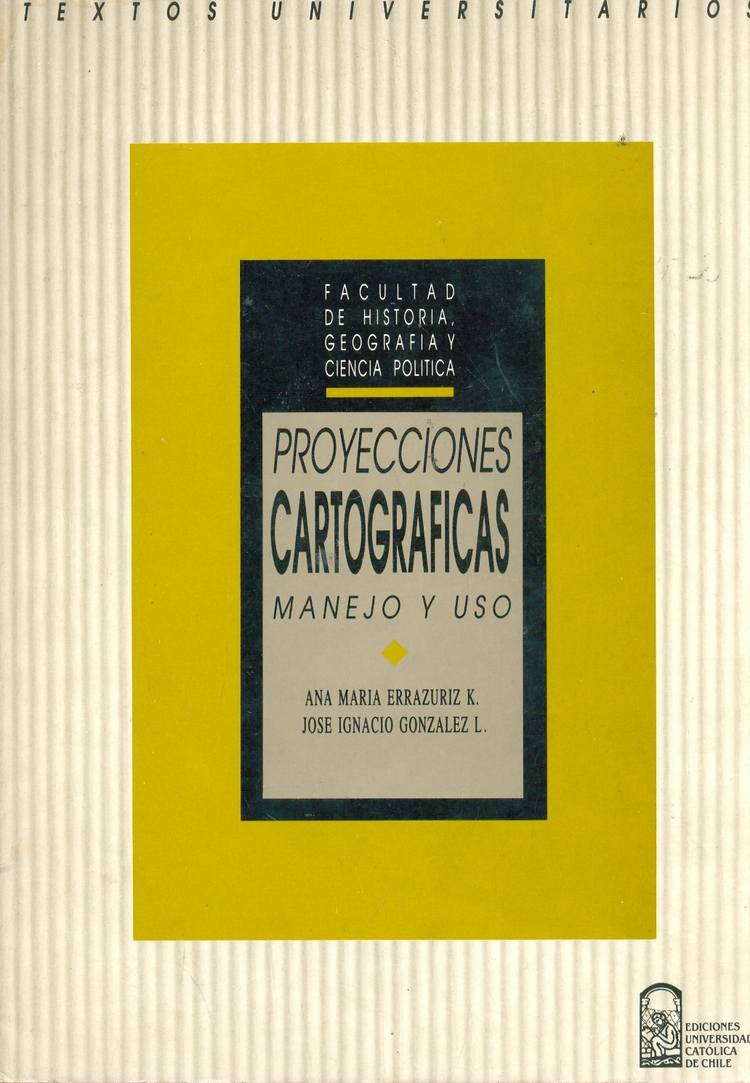 TEXTOS UNIVERSITARIOS
FACULTAD
DE HISTORIA,
GEOGRAFIA Y
CIENCIA POLITICA
PROYECCIONES
CARTOGRAFICAS
MANEJO Y USO
ANA MARIA ERRAZURIZ K.
JOSE IGNACIO GONZALEZ L.
EDICIONES
UNIVERSIDAD
CATÓLICA
DE CHILE